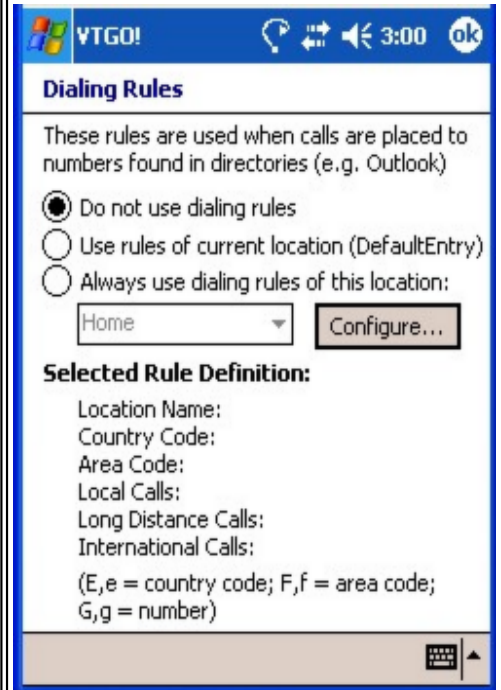 VTGO! 3:00 ok
Dialing Rules
These rules are used when calls are placed to
numbers found in directories (e.g. Outlook)
Do not use dialing rules
Use rules of current location (DefaultEntry)
Always use dialing rules of this location:
Home Configure...
Selected Rule Definition:
Location Name:
Country Code:
Area Code:
Local Calls:
Long Distance Calls:
International Calls:
(E,e = country code; F,f = area code;
G,g = number)